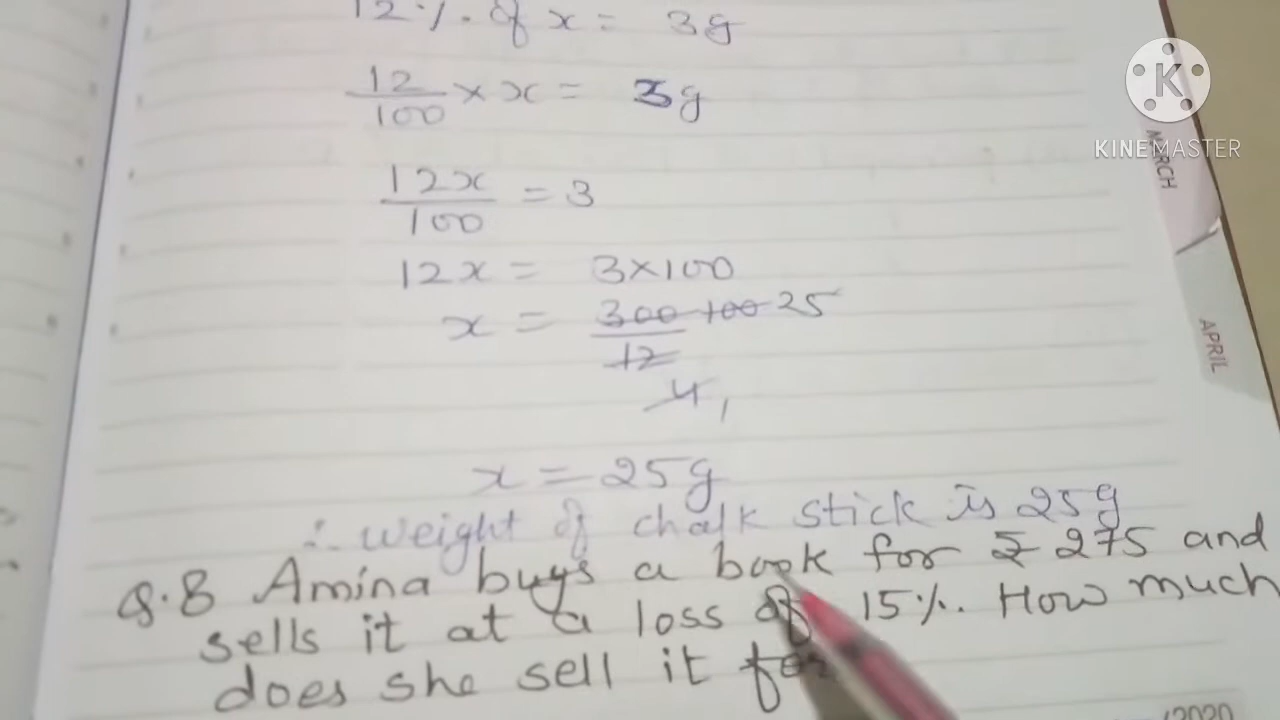 12%. of x = 3g
12/100 × x = 3g
12x/100 = 3
12x = 3×100
x = 300 100 25
12
4 1
x = 25g
∴ weight of chalk stick is 25g
Q.8 Amina buys a book for ₹ 275 and
sells it at a loss of 15%. How much
does she sell it for
K
KINEMASTER
MARCH
APRIL
2020